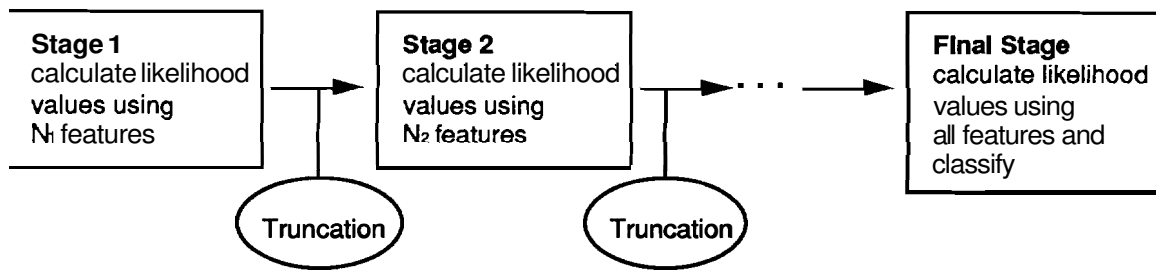 Stage 1
calculate likelihood
values using
N₁ features
Truncation
Stage 2
calculate likelihood
values using
N₂ features
Truncation
. . .
Final Stage
calculate likelihood
values using
all features and
classify